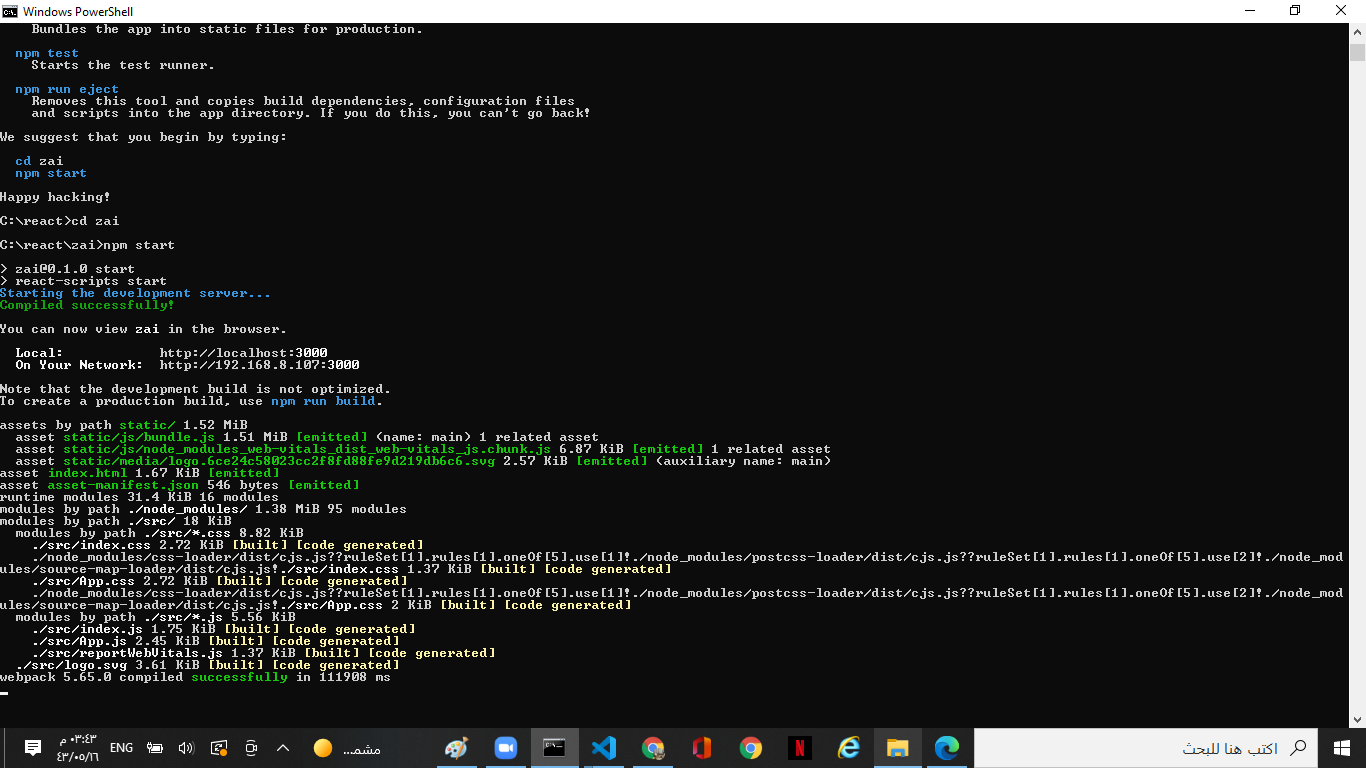 Windows PowerShell
Bundles the app into static files for production.
npm test
Starts the test runner.
npm run eject
Removes this tool and copies build dependencies, configuration files
and scripts into the app directory. If you do this, you can't go back!
We suggest that you begin by typing:
cd zai
npm start
Happy hacking!
C:\react>cd zai
C:\react\zai>npm start
> zai@0.1.0 start
> react-scripts start
Starting the development server...
Compiled successfully!
You can now view zai in the browser.
Local: http://localhost:3000
On Your Network: http://192.168.8.107:3000
Note that the development build is not optimized.
To create a production build, use npm run build.
assets by path static/ 1.52 MiB
asset static/js/bundle.js 1.51 MiB [emitted] (name: main) 1 related asset
asset static/js/node_modules_web-vitals_dist_web-vitals_js.chunk.js 6.87 KiB [emitted] 1 related asset
asset static/media/logo.6ce24c58023cc2f8fd88fe9d219db6c6.svg 2.57 KiB [emitted] (auxiliary name: main)
asset index.html 1.67 KiB [emitted]
asset asset-manifest.json 546 bytes [emitted]
runtime modules 31.4 KiB 16 modules
modules by path ./node_modules/ 1.38 MiB 95 modules
modules by path ./src/ 18 KiB
modules by path ./src/*.css 8.82 KiB
./src/index.css 2.72 KiB [built] [code generated]
./node_modules/css-loader/dist/cjs.js??ruleSet[1].rules[1].oneOf[5].use[1]!./node_modules/postcss-loader/dist/cjs.js??ruleSet[1].rules[1].oneOf[5].use[2]!./node_mod
ules/source-map-loader/dist/cjs.js!./src/index.css 1.37 KiB [built] [code generated]
./src/App.css 2.72 KiB [built] [code generated]
./node_modules/css-loader/dist/cjs.js??ruleSet[1].rules[1].oneOf[5].use[1]!./node_modules/postcss-loader/dist/cjs.js??ruleSet[1].rules[1].oneOf[5].use[2]!./node_mod
ules/source-map-loader/dist/cjs.js!./src/App.css 2 KiB [built] [code generated]
modules by path ./src/*.js 5.56 KiB
./src/index.js 1.75 KiB [built] [code generated]
./src/App.js 2.45 KiB [built] [code generated]
./src/reportWebVitals.js 1.37 KiB [built] [code generated]
./src/logo.svg 3.61 KiB [built] [code generated]
webpack 5.65.0 compiled successfully in 111908 ms
اكتب هنا للبحث
مشمـ...
ENG
٠٣:٤٣ م
٤٣/٠٥/١٦